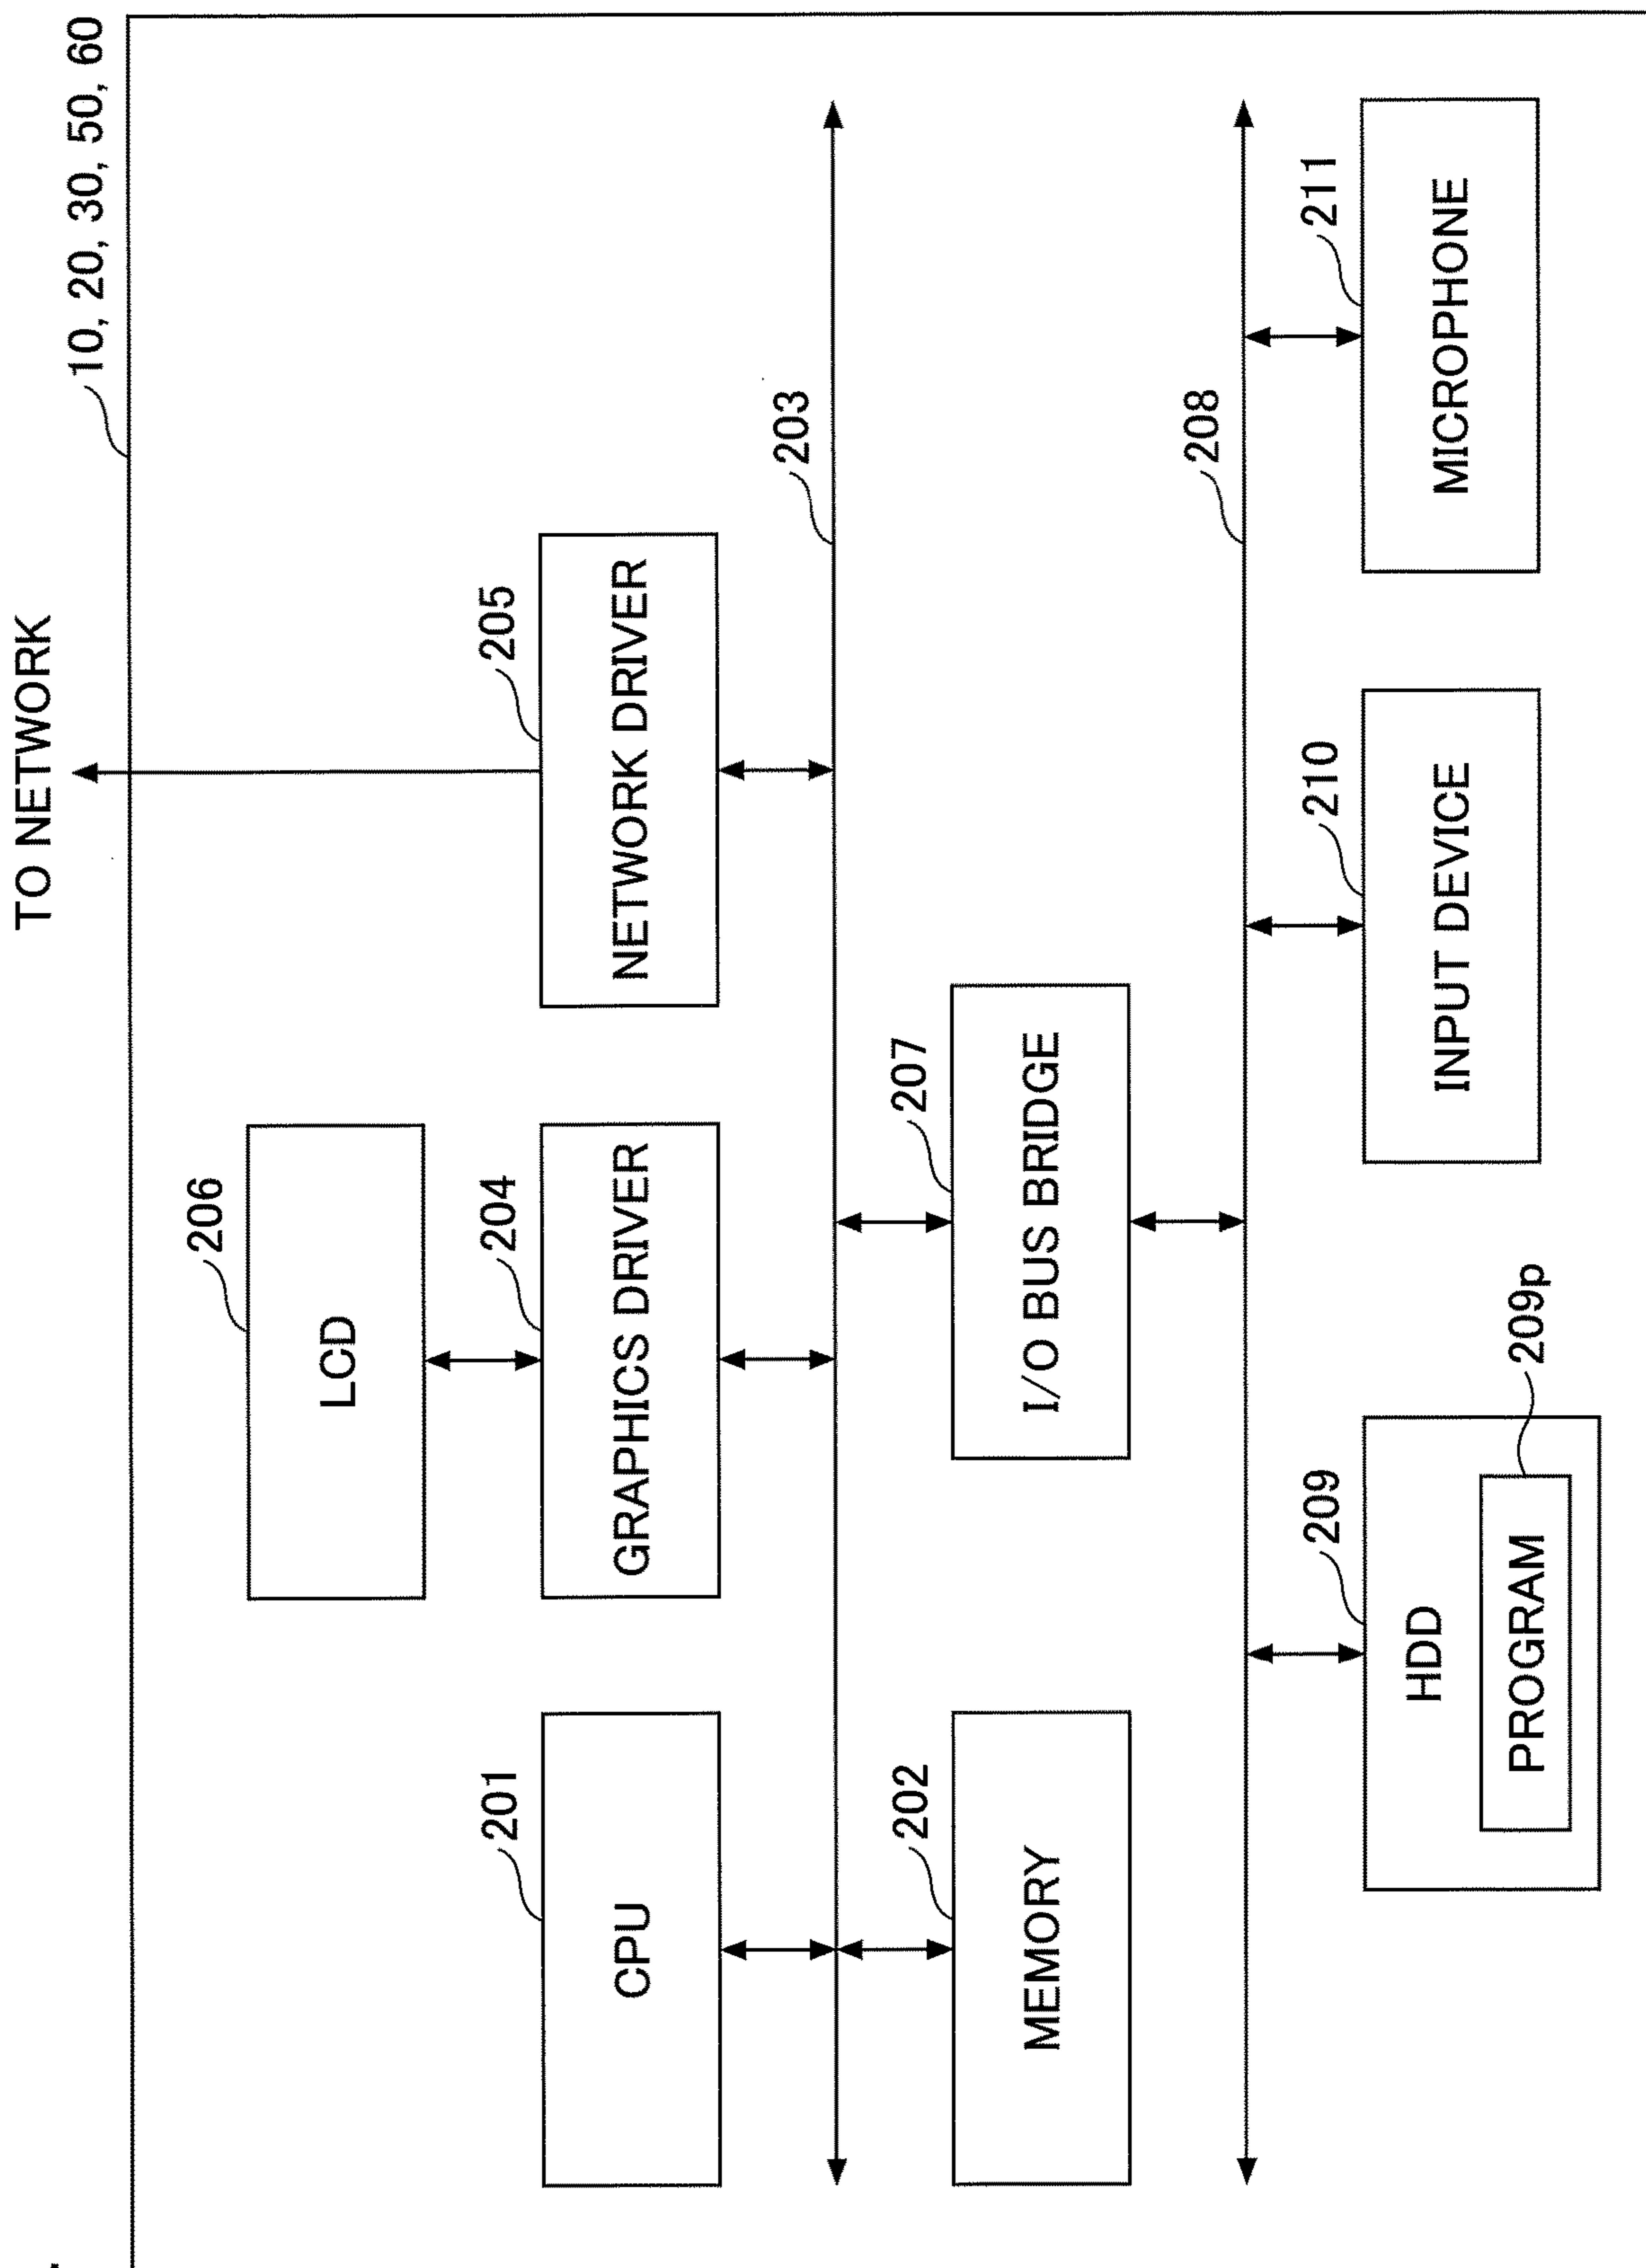 TO NETWORK
10, 20, 30, 50, 60
206
LCD
201
CPU
204
GRAPHICS DRIVER
205
NETWORK DRIVER
203
202
MEMORY
207
I/O BUS BRIDGE
208
209
HDD
209p
PROGRAM
210
INPUT DEVICE
211
MICROPHONE